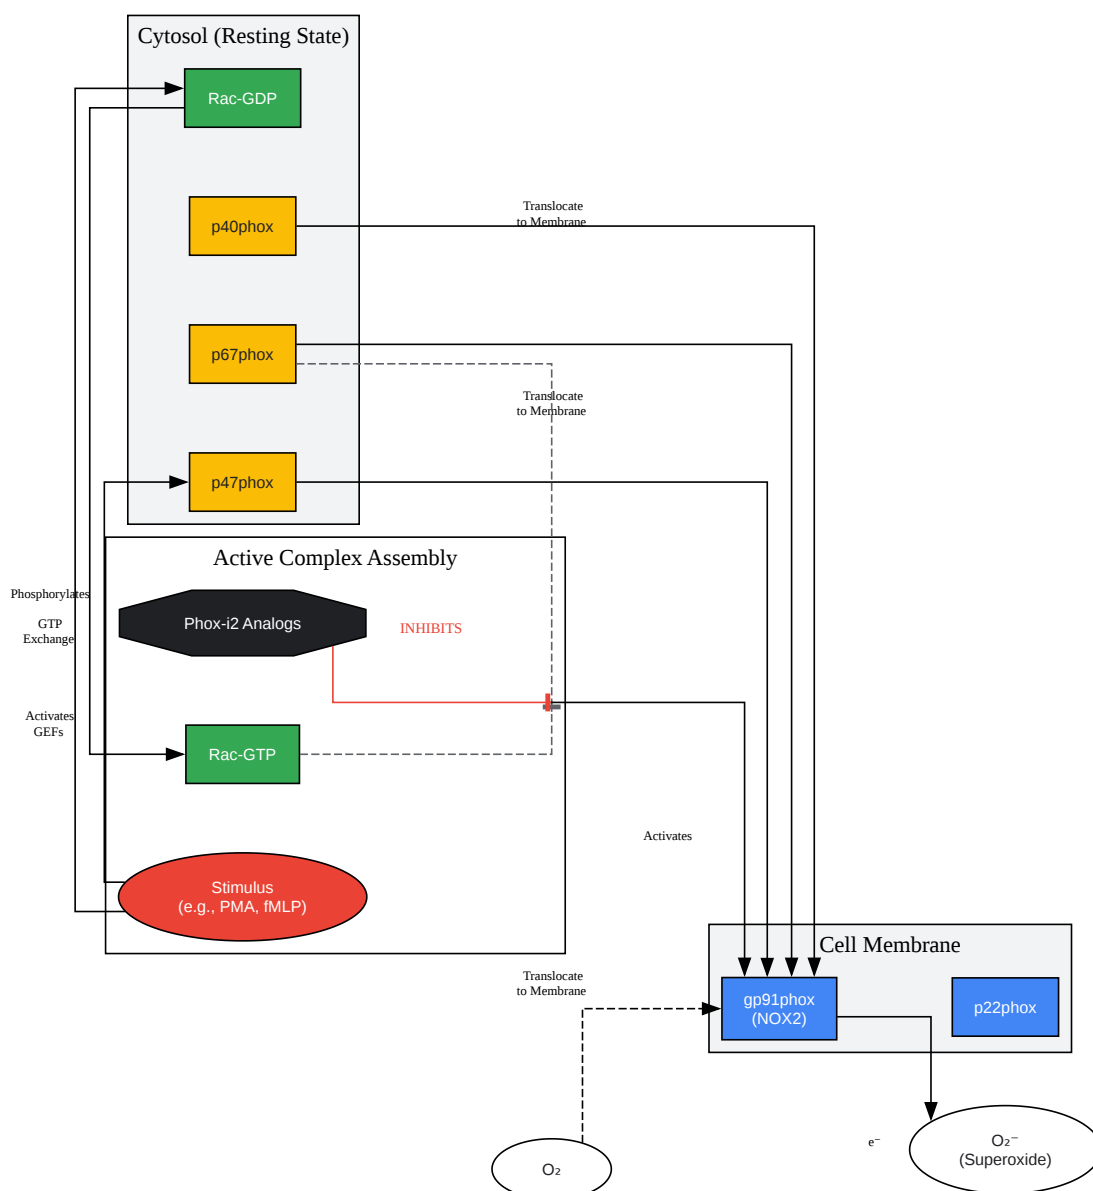 Cytosol (Resting State)
Rac-GDP
p40phox
Translocate
to Membrane
p67phox
Translocate
to Membrane
p47phox
Active Complex Assembly
Phosphorylates
GTP
Exchange
Phox-i2 Analogs
INHIBITS
Activates
GEFs
Rac-GTP
Activates
Stimulus
(e.g., PMA, fMLP)
Cell Membrane
Translocate
to Membrane
gp91phox
(NOX2)
p22phox
e⁻
O₂⁻
(Superoxide)
O₂